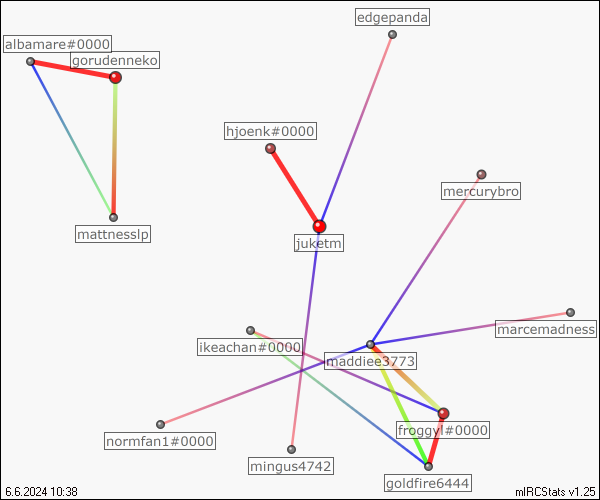 edgepanda
albamare#0000
gorudenneko
hjoenk#0000
mercurybro
mattnesslp
juketm
marcemadness
ikeachan#0000
maddiee3773
froggyl#0000
normfan1#0000
mingus4742
goldfire6444
6.6.2024 10:38
mIRCStats v1.25